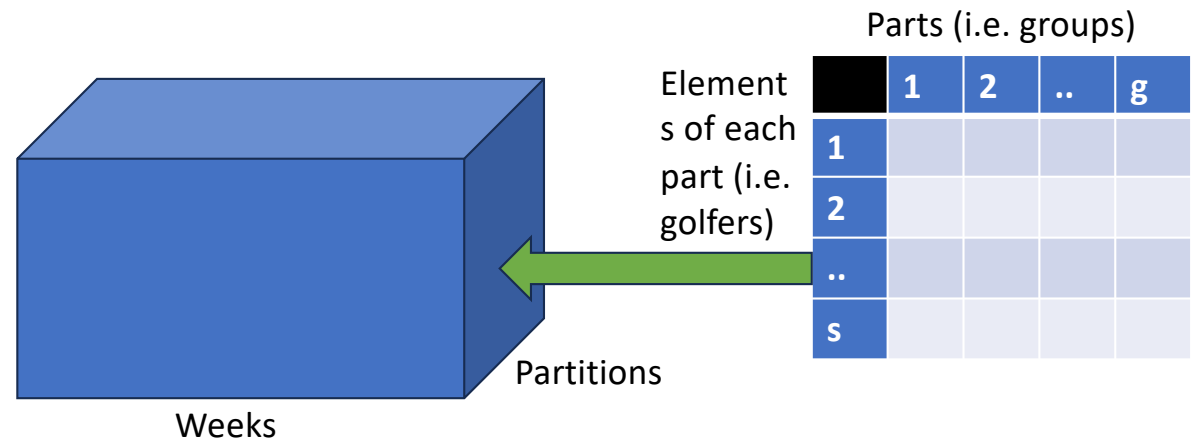 Parts (i.e. groups)
Element
s of each
part (i.e.
golfers)
1 2 .. g
1
2
..
s
Partitions
Weeks